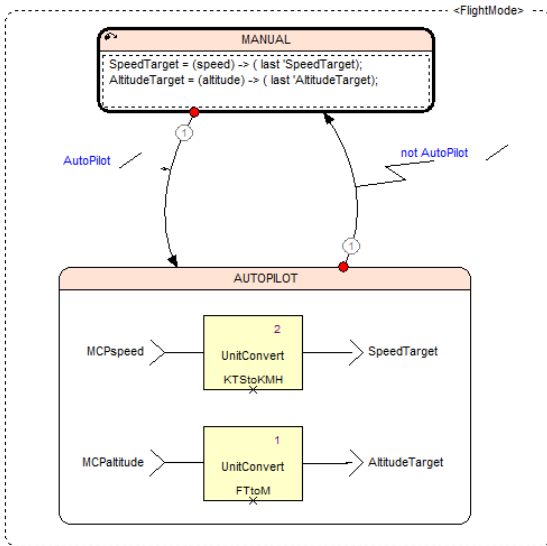 <FlightMode>
MANUAL
SpeedTarget = (speed) -> ( last 'SpeedTarget);
AltitudeTarget = (altitude) -> ( last 'AltitudeTarget);
1
AutoPilot
not AutoPilot
1
AUTOPILOT
2
MCPspeed
UnitConvert
SpeedTarget
KTStoKMH
1
MCPaltitude
UnitConvert
AltitudeTarget
FTtoM